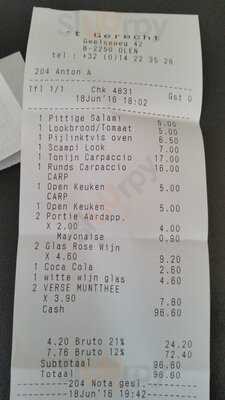 't Gerecht
42
B-2250 OLEN
tel : +32 (0)14 22 35 28
204 Anton A
Tfl 1/1 Chk 4831 Gst 0
18Jun'16 18:02
1 Pittige Salami 5.00
1 Lookbrood/Tomaat 5.00
1 Pijlinktvis oven 6.50
1 Scampi Look 7.00
1 Tonijn Carpaccio 17.00
1 Runds Carpaccio 16.00
CARP
1 Open Keuken 5.00
CARP
1 Open Keuken 5.00
2 Portie Aardapp.
X 2.00 4.00
Mayonaise 0.90
2 Glas Rose Wijn
X 4.60 9.20
1 Coca Cola 2.60
1 witte wijn glas 4.60
2 VERSE MUNTTHEE
X 3.90 7.80
Cash 96.60
4.20 Bruto 21% 24.20
7.76 Bruto 12% 72.40
Subtotaal 96.60
Totaal 96.60
204 Nota gesl.
18Jun'16 19:42